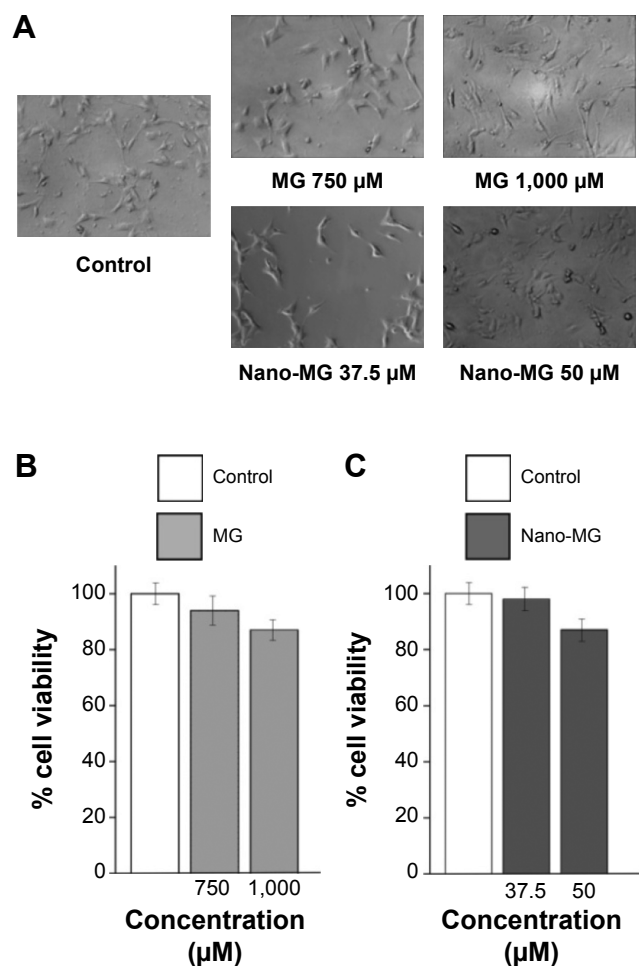 A
Control
MG 750 µM
MG 1,000 µM
Nano-MG 37.5 µM
Nano-MG 50 µM
B
Control
MG
% cell viability
100
80
60
40
20
0
750
1,000
Concentration
(µM)
C
Control
Nano-MG
% cell viability
100
80
60
40
20
0
37.5
50
Concentration
(µM)